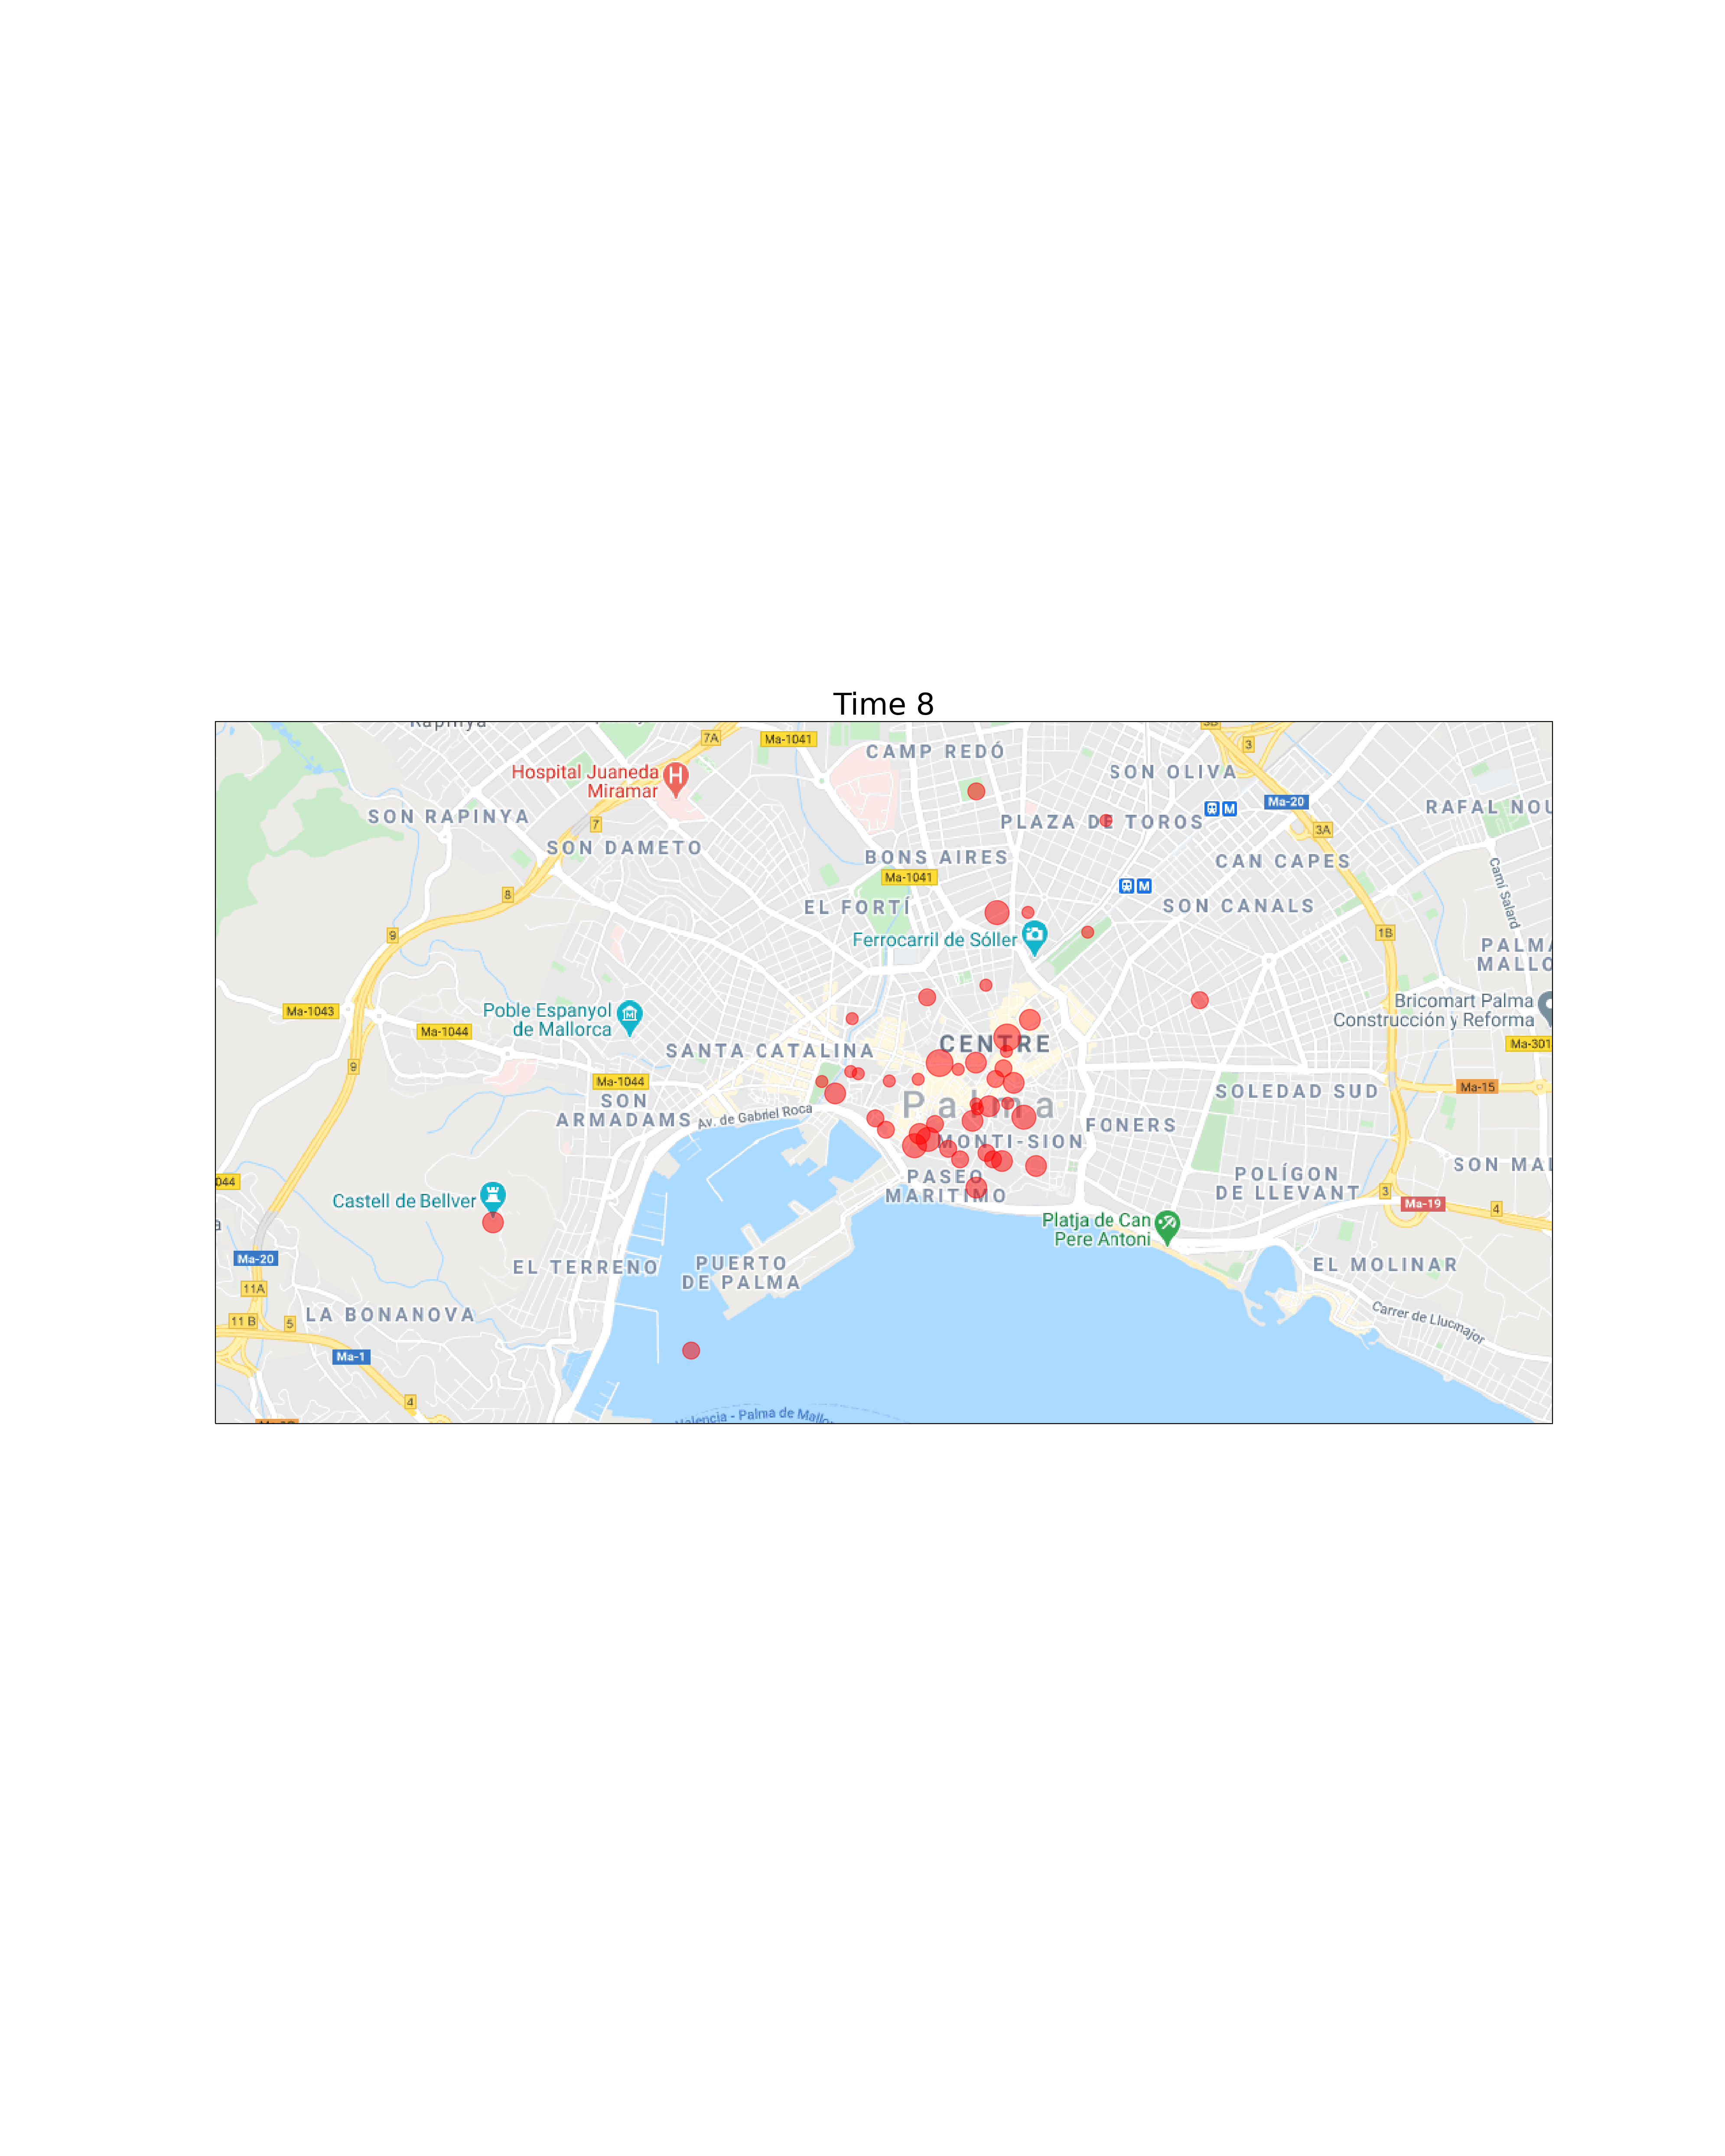 Time 8
Rapinya
7A
Ma-1041
CAMP REDÓ
3B
3
SON OLIVA
Hospital Juaneda
Miramar
H
SON RAPINYA
7
PLAZA DE TOROS
M
Ma-20
3A
RAFAL NOU
SON DAMETO
BONS AIRES
Ma-1041
CAN CAPES
8
M
EL FORTÍ
SON CANALS
Camí Salard
9
Ferrocarril de Sóller
1B
PALMA
MALLO
Ma-1043
Poble Espanyol
de Mallorca
Bricomart Palma
Construcción y Reforma
Ma-1044
CENTRE
Ma-301
SANTA CATALINA
9
Ma-1044
Ma-15
SOLEDAD SUD
SON
ARMADAMS
Av. de Gabriel Roca
Palma
FONERS
MONTI-SION
044
PASEO
MARITIMO
POLÍGON
DE LLEVANT
SON MAL
3
Ma-19
4
Castell de Bellver
a
Platja de Can
Pere Antoni
Ma-20
EL TERRENO
PUERTO
DE PALMA
EL MOLINAR
11A
LA BONANOVA
11 B
5
Carrer de Llucmajor
Ma-1
4
Valencia - Palma de Mallor